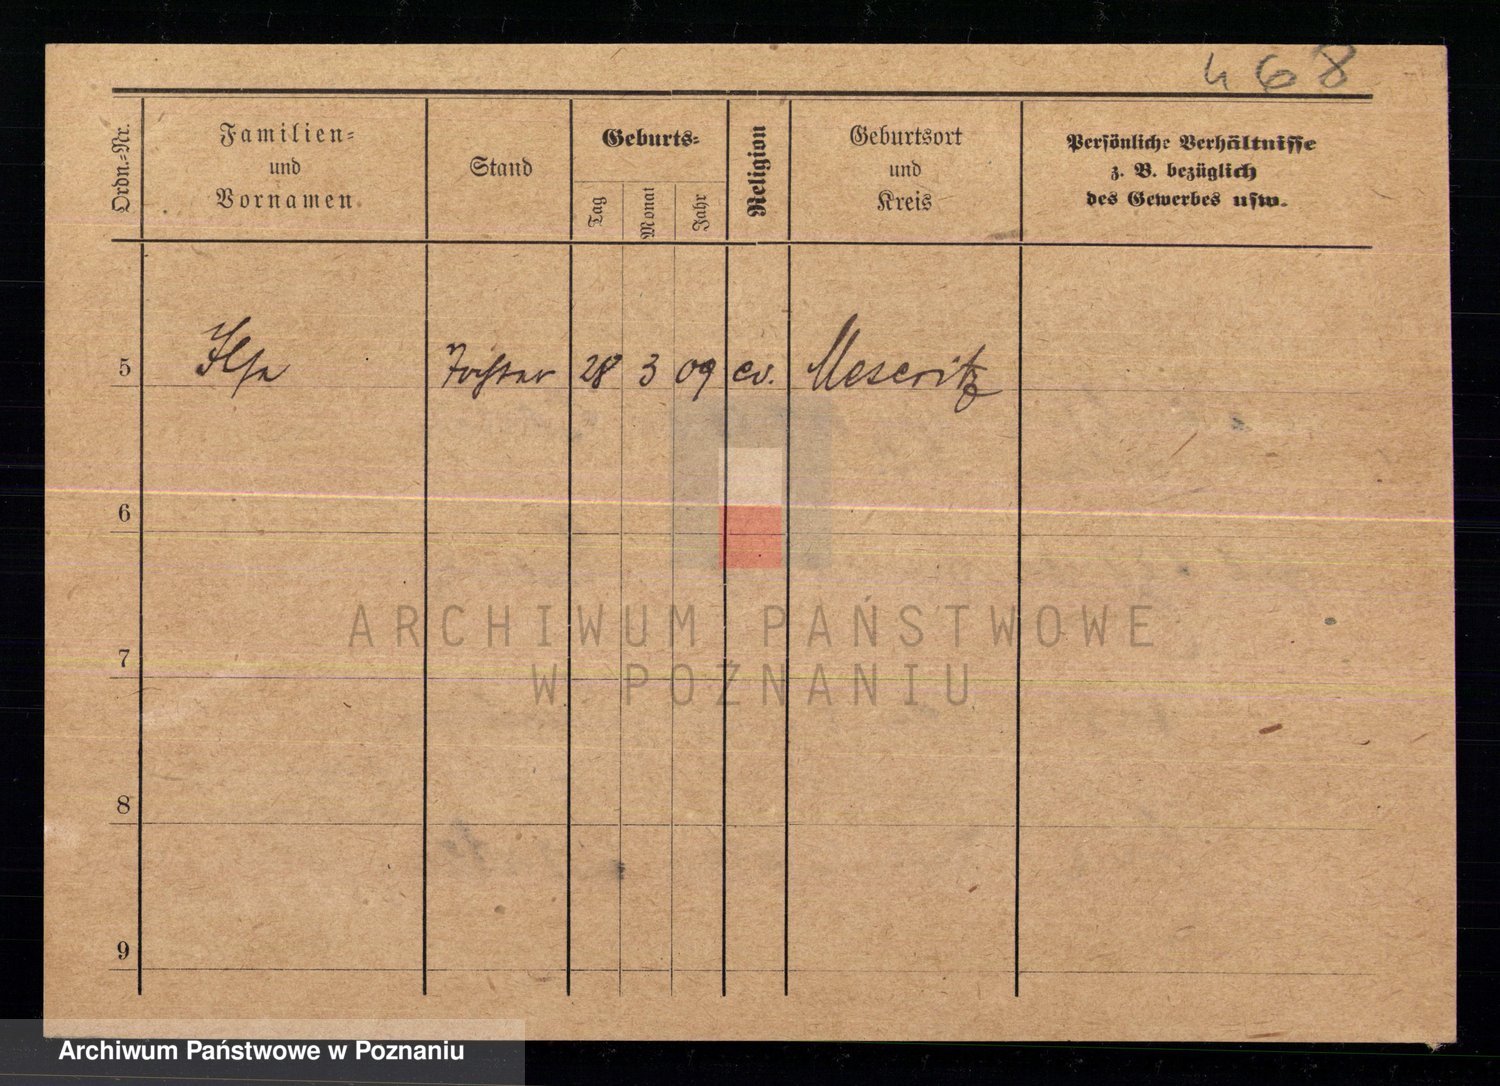 468
Ordn.-Nr.
Familien-
und
Vornamen
Stand
Geburts-
Tag
Monat
Jahr
Religion
Geburtsort
und
Kreis
Persönliche Verhältnisse
z. B. bezüglich
des Gewerbes usw.
5 Ilse Tochter 28 3 09 ev. Meseritz
6
7
8
9
ARCHIWUM PAŃSTWOWE
W POZNANIU
Archiwum Państwowe w Poznaniu